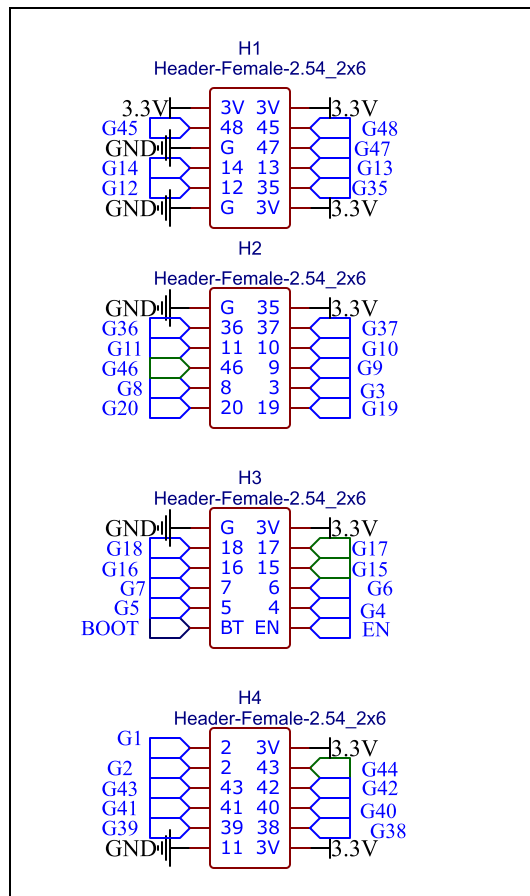 H1
Header-Female-2.54_2x6
3.3V 3V 3V 3.3V
G45 48 45 G48
GND G 47 G47
G14 14 13 G13
G12 12 35 G35
GND G 3V 3.3V
H2
Header-Female-2.54_2x6
GND G 35 3.3V
G36 36 37 G37
G11 11 10 G10
G46 46 9 G9
G8 8 3 G3
G20 20 19 G19
H3
Header-Female-2.54_2x6
GND G 3V 3.3V
G18 18 17 G17
G16 16 15 G15
G7 7 6 G6
G5 5 4 G4
BOOT BT EN EN
H4
Header-Female-2.54_2x6
G1 2 3V 3.3V
G2 2 43 G44
G43 43 42 G42
G41 41 40 G40
G39 39 38 G38
GND 11 3V 3.3V